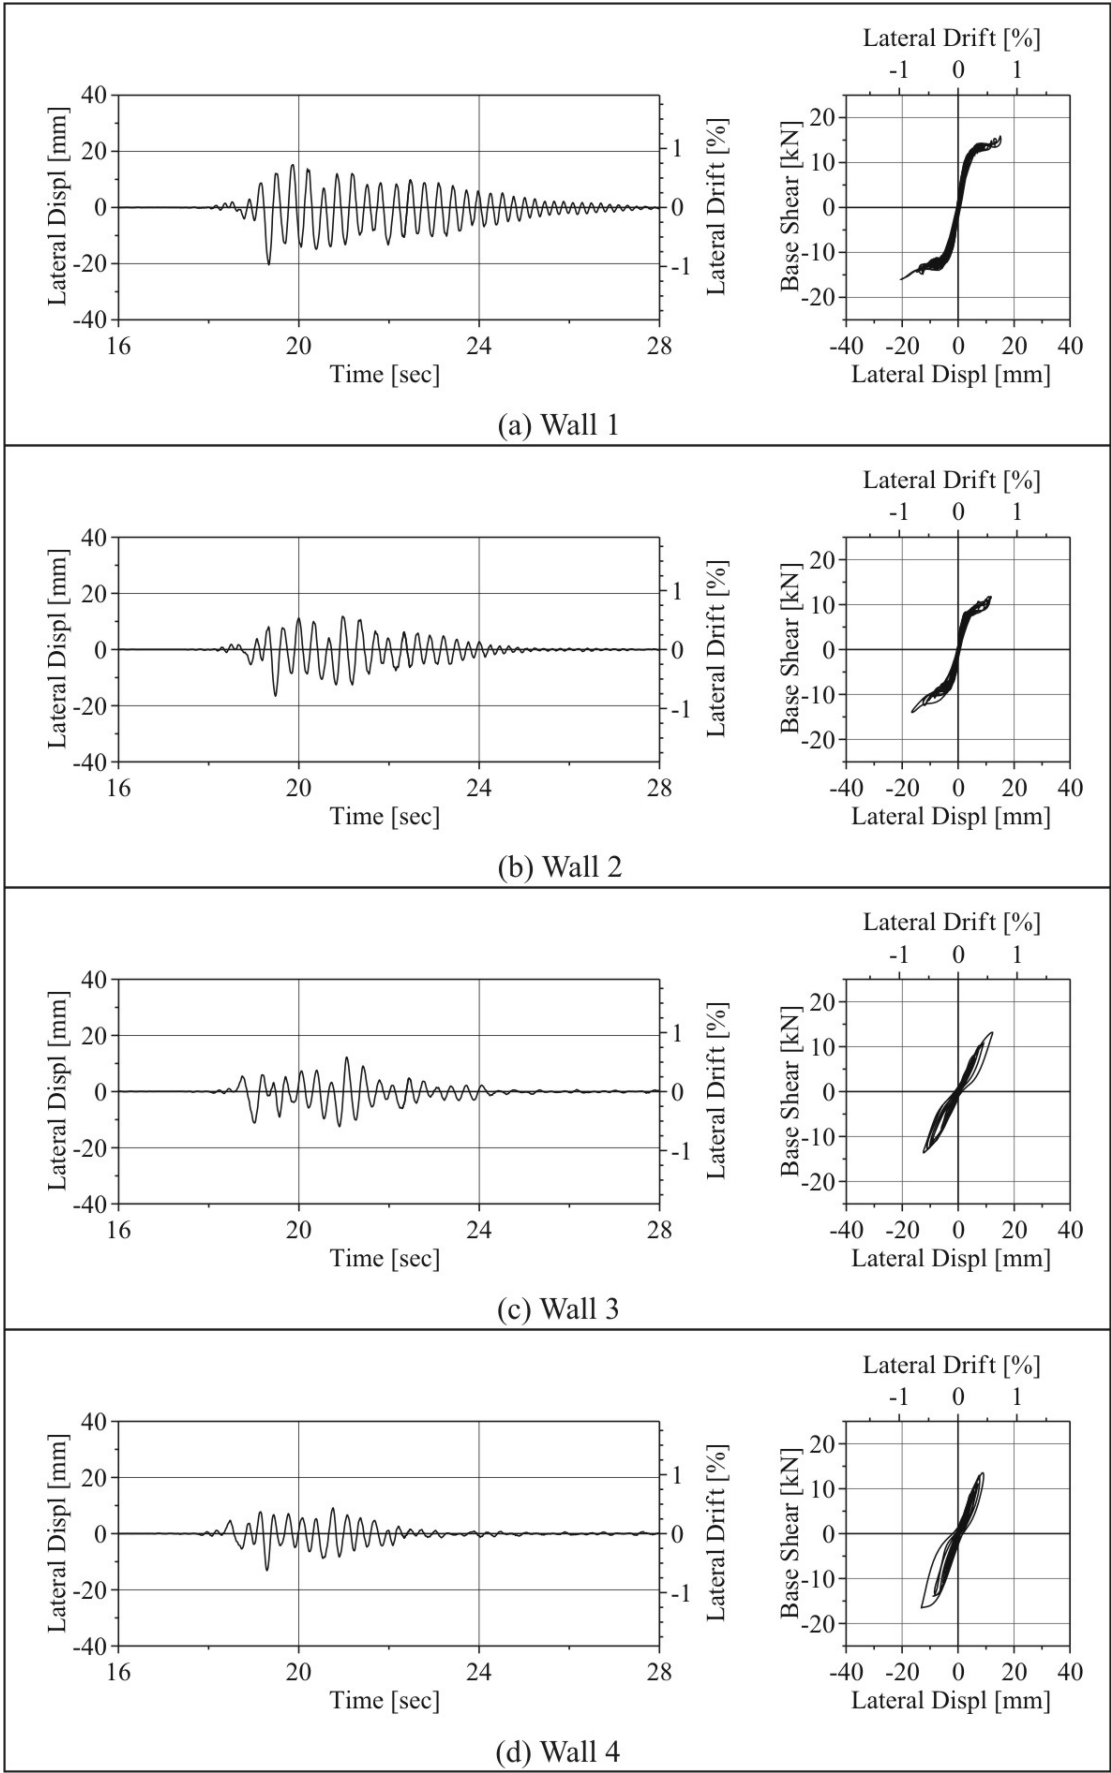 Lateral Drift [%]
-1 0 1
40
20
0
-20
-40
Lateral Displ [mm]
1
0
-1
Lateral Drift [%]
16 20 24 28
Time [sec]
20
10
0
-10
-20
Base Shear [kN]
-40 -20 0 20 40
Lateral Displ [mm]
(a) Wall 1
Lateral Drift [%]
-1 0 1
40
20
0
-20
-40
Lateral Displ [mm]
1
0
-1
Lateral Drift [%]
16 20 24 28
Time [sec]
20
10
0
-10
-20
Base Shear [kN]
-40 -20 0 20 40
Lateral Displ [mm]
(b) Wall 2
Lateral Drift [%]
-1 0 1
40
20
0
-20
-40
Lateral Displ [mm]
1
0
-1
Lateral Drift [%]
16 20 24 28
Time [sec]
20
10
0
-10
-20
Base Shear [kN]
-40 -20 0 20 40
Lateral Displ [mm]
(c) Wall 3
Lateral Drift [%]
-1 0 1
40
20
0
-20
-40
Lateral Displ [mm]
1
0
-1
Lateral Drift [%]
16 20 24 28
Time [sec]
20
10
0
-10
-20
Base Shear [kN]
-40 -20 0 20 40
Lateral Displ [mm]
(d) Wall 4